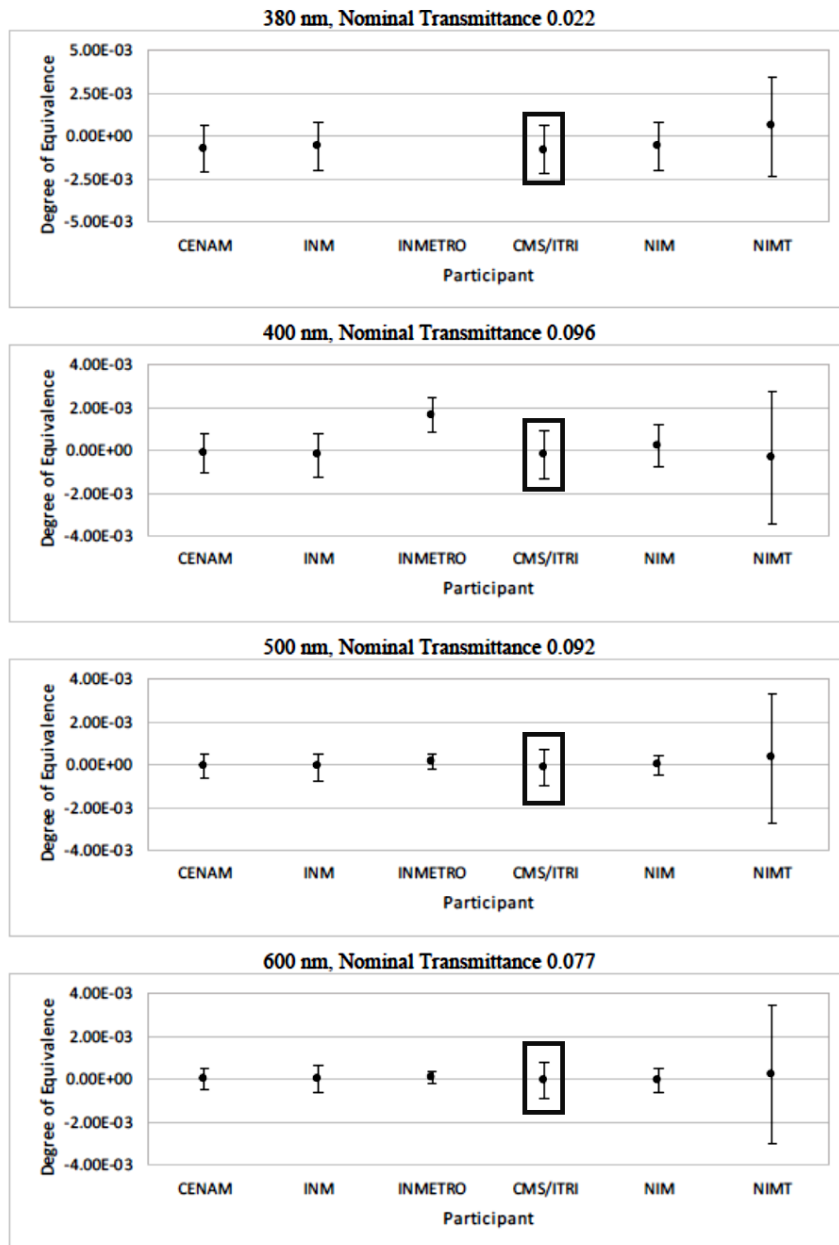 380 nm, Nominal Transmittance 0.022
Degree of Equivalence
5.00E-03
2.50E-03
0.00E+00
-2.50E-03
-5.00E-03
CENAM INM INMETRO CMS/ITRI NIM NIMT
Participant
400 nm, Nominal Transmittance 0.096
Degree of Equivalence
4.00E-03
2.00E-03
0.00E+00
-2.00E-03
-4.00E-03
CENAM INM INMETRO CMS/ITRI NIM NIMT
Participant
500 nm, Nominal Transmittance 0.092
Degree of Equivalence
4.00E-03
2.00E-03
0.00E+00
-2.00E-03
-4.00E-03
CENAM INM INMETRO CMS/ITRI NIM NIMT
Participant
600 nm, Nominal Transmittance 0.077
Degree of Equivalence
4.00E-03
2.00E-03
0.00E+00
-2.00E-03
-4.00E-03
CENAM INM INMETRO CMS/ITRI NIM NIMT
Participant